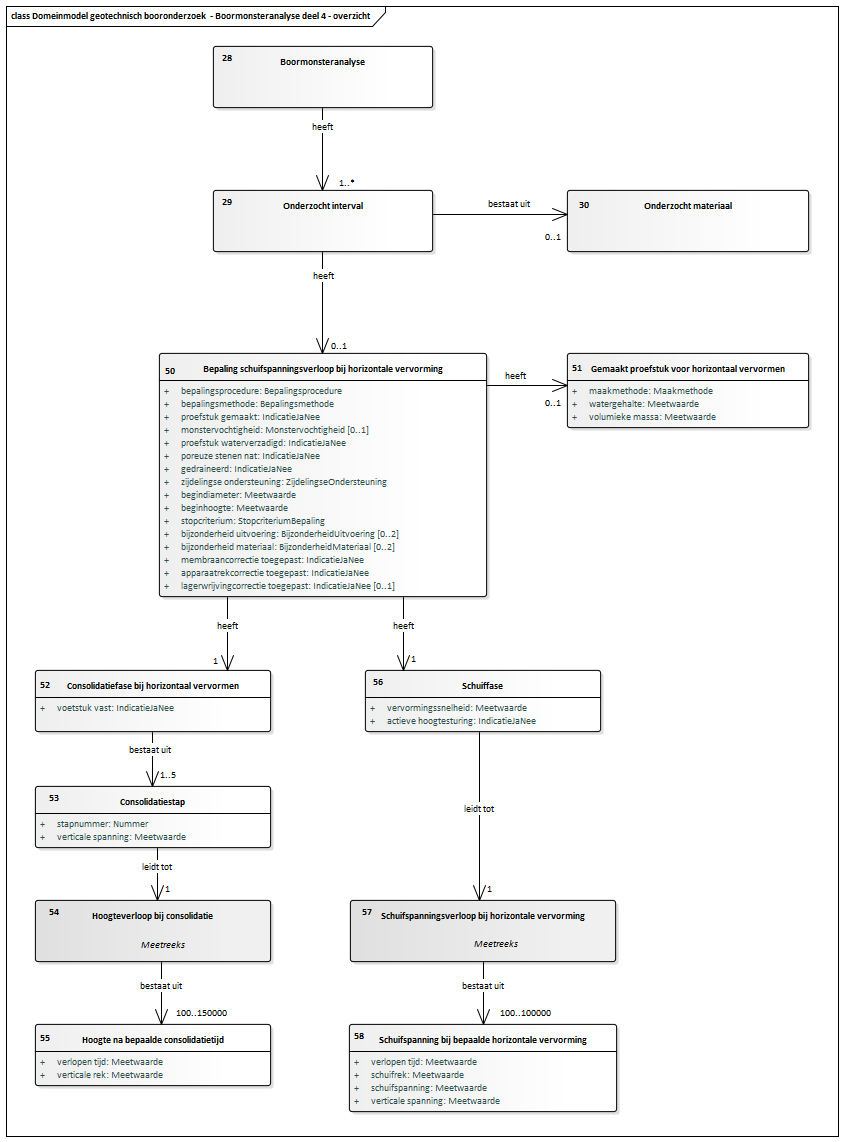 class Domeinmodel geotechnisch booronderzoek - Boormonsteranalyse deel 4 - overzicht
28 Boormonsteranalyse
heeft
1..*
29 Onderzocht interval
bestaat uit
0..1
30 Onderzocht materiaal
heeft
0..1
50 Bepaling schuifspanningsverloop bij horizontale vervorming
+ bepalingsprocedure: Bepalingsprocedure
+ bepalingsmethode: Bepalingsmethode
+ proefstuk gemaakt: IndicatieJaNee
+ monstervochtigheid: Monstervochtigheid [0..1]
+ proefstuk waterverzadigd: IndicatieJaNee
+ poreuze stenen nat: IndicatieJaNee
+ gedraineerd: IndicatieJaNee
+ zijdelingse ondersteuning: ZijdelingseOndersteuning
+ begindiameter: Meetwaarde
+ beginhoogte: Meetwaarde
+ stopcriterium: StopcriteriumBepaling
+ bijzonderheid uitvoering: BijzonderheidUitvoering [0..2]
+ bijzonderheid materiaal: BijzonderheidMateriaal [0..2]
+ membraancorrectie toegepast: IndicatieJaNee
+ apparaatrekcorrectie toegepast: IndicatieJaNee
+ lagerwrijvingcorrectie toegepast: IndicatieJaNee [0..1]
heeft
0..1
51 Gemaakt proefstuk voor horizontaal vervormen
+ maakmethode: Maakmethode
+ watergehalte: Meetwaarde
+ volumieke massa: Meetwaarde
heeft
1
heeft
1
52 Consolidatiefase bij horizontaal vervormen
+ voetstuk vast: IndicatieJaNee
bestaat uit
1..5
53 Consolidatiestap
+ stapnummer: Nummer
+ verticale spanning: Meetwaarde
leidt tot
1
54 Hoogteverloop bij consolidatie
Meetreeks
bestaat uit
100..150000
55 Hoogte na bepaalde consolidatietijd
+ verlopen tijd: Meetwaarde
+ verticale rek: Meetwaarde
56 Schuiffase
+ vervormingssnelheid: Meetwaarde
+ actieve hoogtesturing: IndicatieJaNee
leidt tot
1
57 Schuifspanningsverloop bij horizontale vervorming
Meetreeks
bestaat uit
100..100000
58 Schuifspanning bij bepaalde horizontale vervorming
+ verlopen tijd: Meetwaarde
+ schuifrek: Meetwaarde
+ schuifspanning: Meetwaarde
+ verticale spanning: Meetwaarde